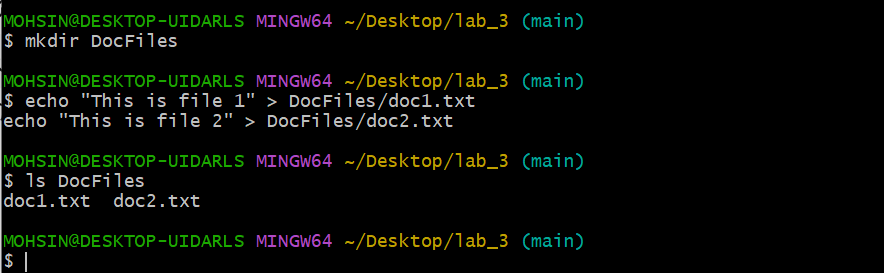 MOHSIN@DESKTOP-UIDARLS MINGW64 ~/Desktop/lab_3 (main)
$ mkdir DocFiles
MOHSIN@DESKTOP-UIDARLS MINGW64 ~/Desktop/lab_3 (main)
$ echo "This is file 1" > DocFiles/doc1.txt
echo "This is file 2" > DocFiles/doc2.txt
MOHSIN@DESKTOP-UIDARLS MINGW64 ~/Desktop/lab_3 (main)
$ ls DocFiles
doc1.txt  doc2.txt
MOHSIN@DESKTOP-UIDARLS MINGW64 ~/Desktop/lab_3 (main)
$